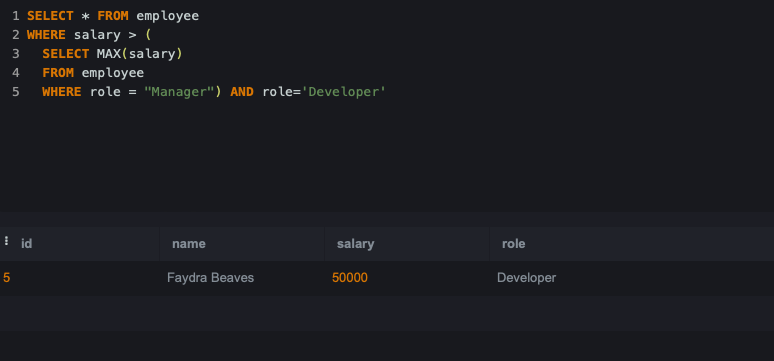 1 SELECT * FROM employee
2 WHERE salary > (
3 SELECT MAX(salary)
4 FROM employee
5 WHERE role = "Manager") AND role='Developer'
id name salary role
5 Faydra Beaves 50000 Developer